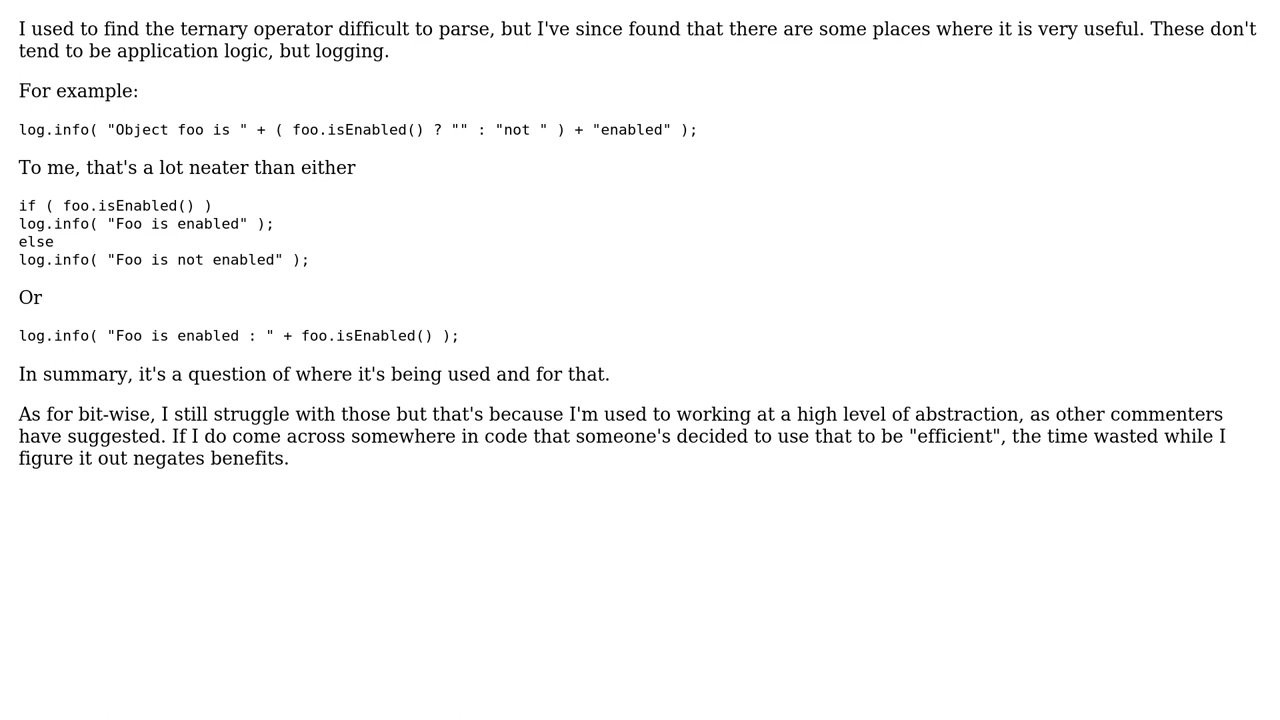 I used to find the ternary operator difficult to parse, but I've since found that there are some places where it is very useful. These don't
tend to be application logic, but logging.
For example:
log.info( "Object foo is " + ( foo.isEnabled() ? "" : "not " ) + "enabled" );
To me, that's a lot neater than either
if ( foo.isEnabled() )
log.info( "Foo is enabled" );
else
log.info( "Foo is not enabled" );
Or
log.info( "Foo is enabled : " + foo.isEnabled() );
In summary, it's a question of where it's being used and for that.
As for bit-wise, I still struggle with those but that's because I'm used to working at a high level of abstraction, as other commenters
have suggested. If I do come across somewhere in code that someone's decided to use that to be "efficient", the time wasted while I
figure it out negates benefits.